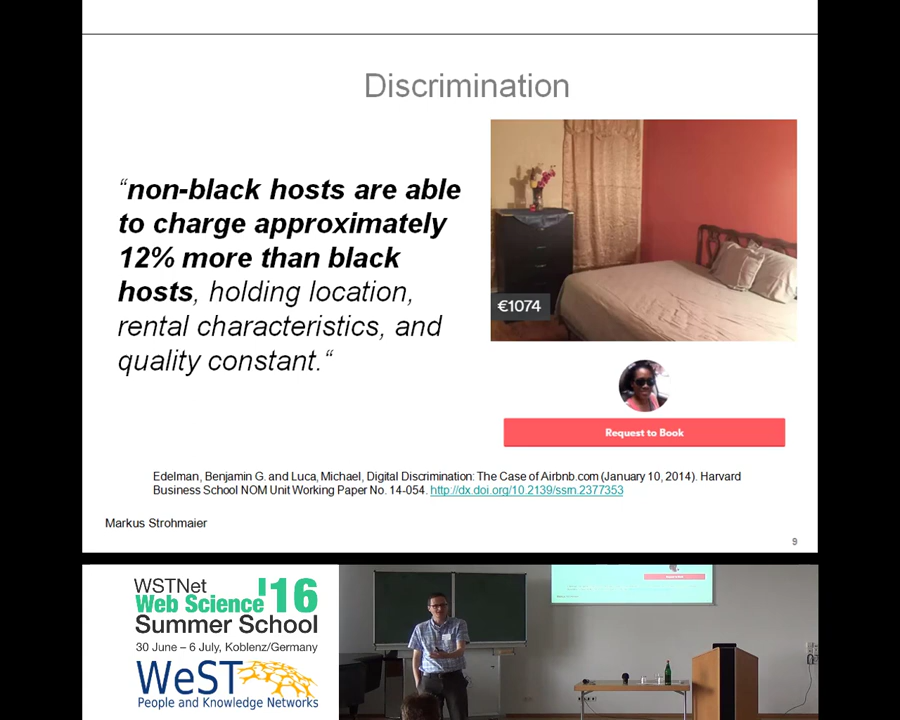 Discrimination
“non-black hosts are able
to charge approximately
12% more than black
hosts, holding location,
rental characteristics, and
quality constant.“
€1074
Request to Book
Edelman, Benjamin G. and Luca, Michael, Digital Discrimination: The Case of Airbnb.com (January 10, 2014). Harvard
Business School NOM Unit Working Paper No. 14-054. http://dx.doi.org/10.2139/ssrn.2377353
Markus Strohmaier
9
WSTNet
Web Science '16
Summer School
30 June – 6 July, Koblenz/Germany
WeST
People and Knowledge Networks